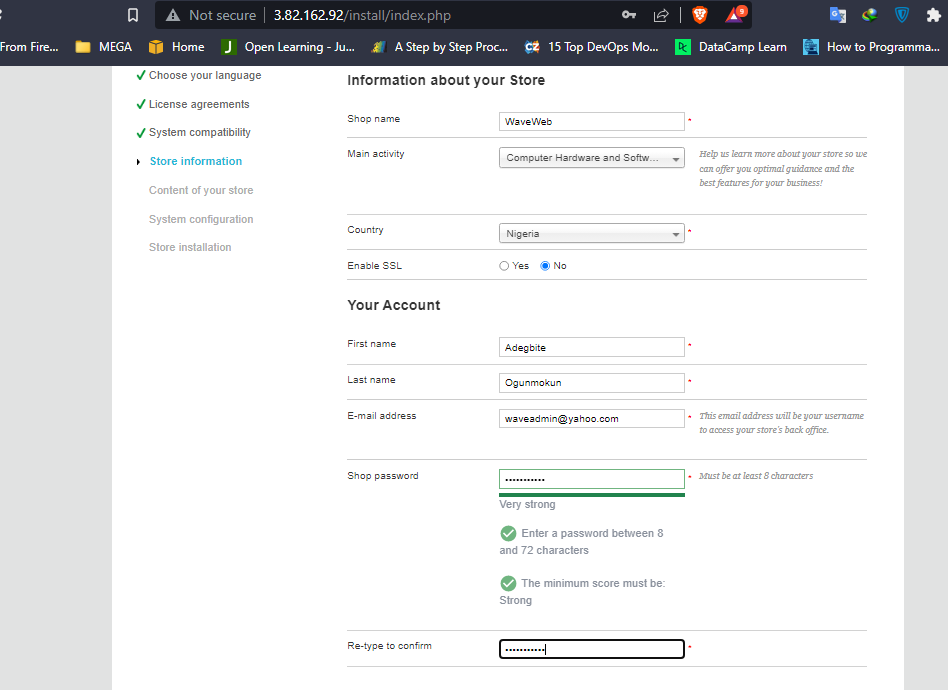 Not secure 3.82.162.92/install/index.php 9
From Fire... MEGA Home Open Learning - Ju... A Step by Step Proc... 15 Top DevOps Mo... DataCamp Learn How to Programma...
Choose your language
License agreements
System compatibility
Store information
Content of your store
System configuration
Store installation
Information about your Store
Shop name WaveWeb *
Main activity Computer Hardware and Softw...
Help us learn more about your store so we
can offer you optimal guidance and the
best features for your business!
Country Nigeria *
Enable SSL Yes No
Your Account
First name Adegbite *
Last name Ogunmokun *
E-mail address waveadmin@yahoo.com *
This email address will be your username
to access your store's back office.
Shop password ••••••••••• * Must be at least 8 characters
Very strong
Enter a password between 8
and 72 characters
The minimum score must be:
Strong
Re-type to confirm ••••••••••• *